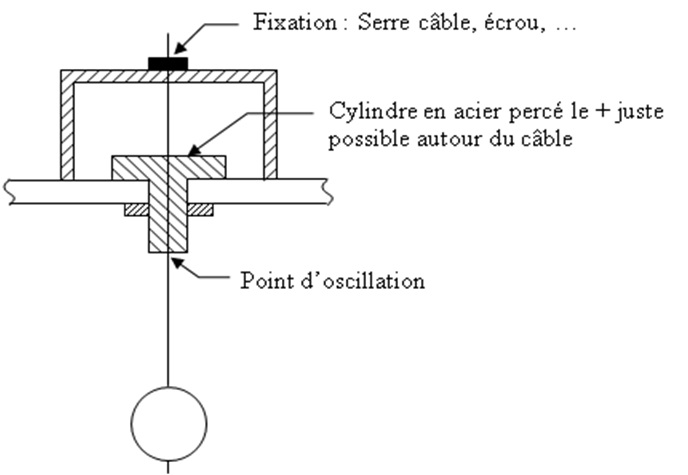 Fixation : Serre câble, écrou, …
Cylindre en acier percé le + juste
possible autour du câble
Point d’oscillation